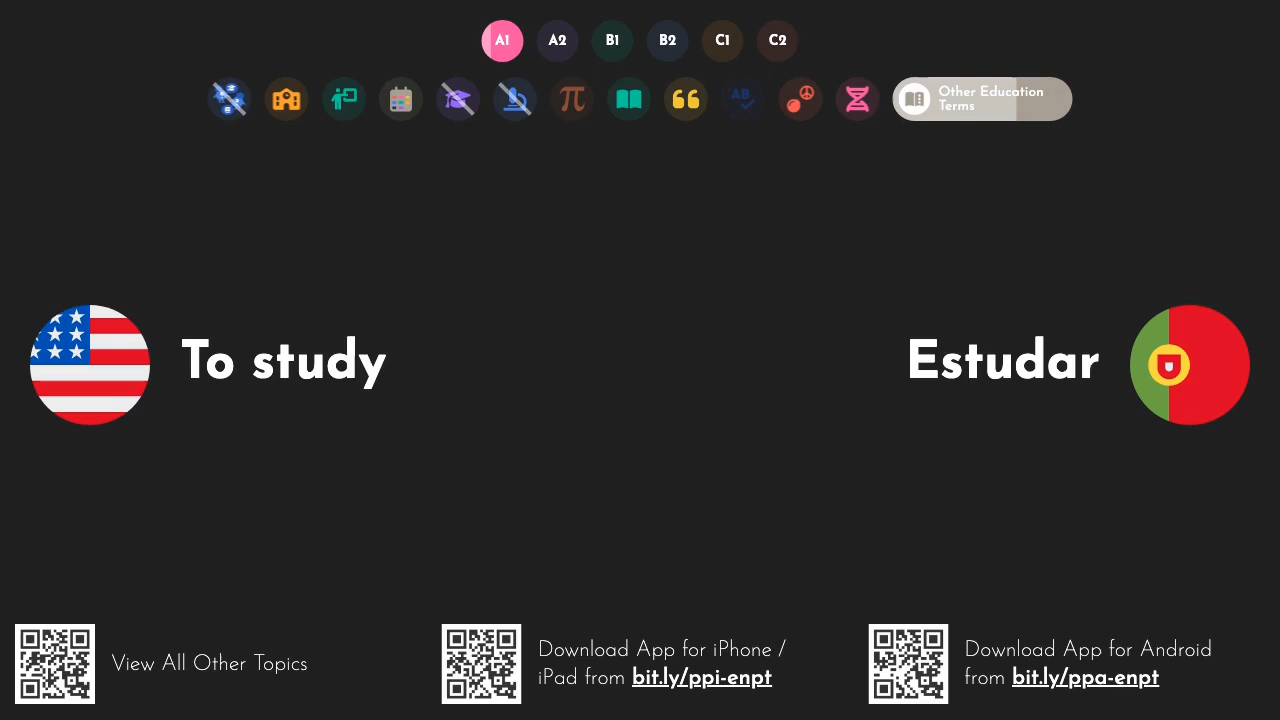 A1 A2 B1 B2 C1 C2
AB
Other Education
Terms
To study
Estudar
View All Other Topics
Download App for iPhone /
iPad from bit.ly/ppi-enpt
Download App for Android
from bit.ly/ppa-enpt